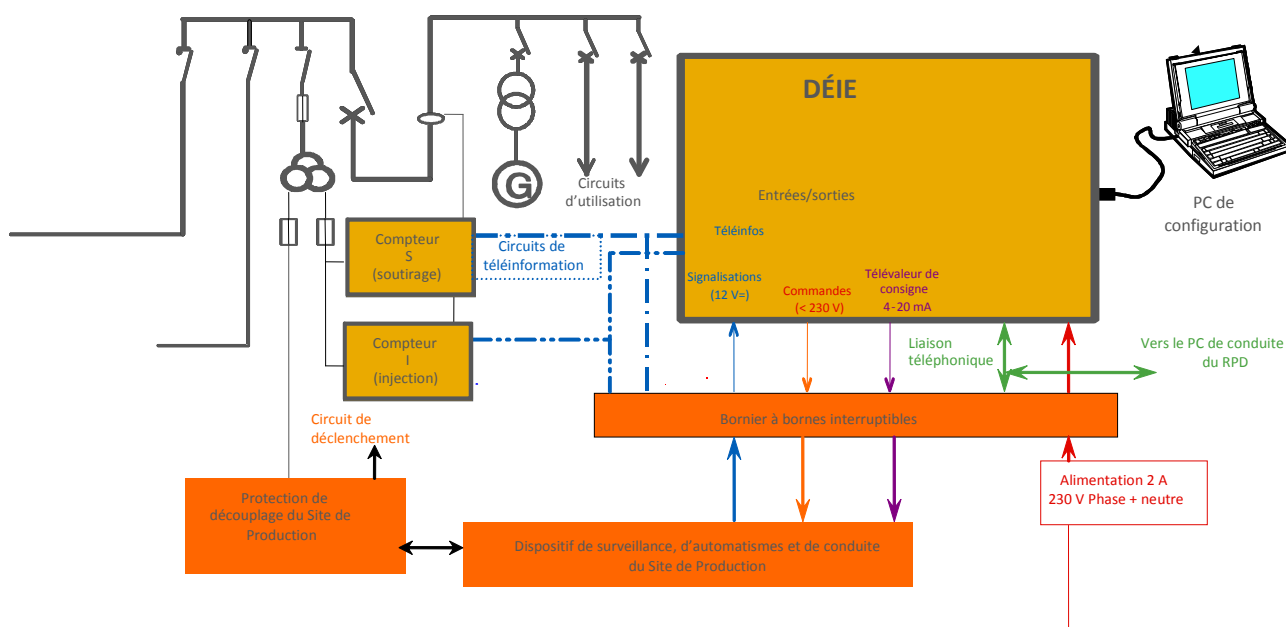 DÉIE
G
Circuits
d'utilisation
Entrées/sorties
PC de
configuration
Compteur
S
(soutirage)
Circuits de
téléinformation
Téléinfos
Signalisations
(12 V=)
Commandes
(< 230 V)
Télévaleur de
consigne
4-20 mA
Compteur
I
(injection)
Liaison
téléphonique
Vers le PC de conduite
du RPD
Circuit de
déclenchement
Bornier à bornes interruptibles
Protection de
découplage du Site de
Production
Alimentation 2 A
230 V Phase + neutre
Dispositif de surveillance, d'automatismes et de conduite
du Site de Production